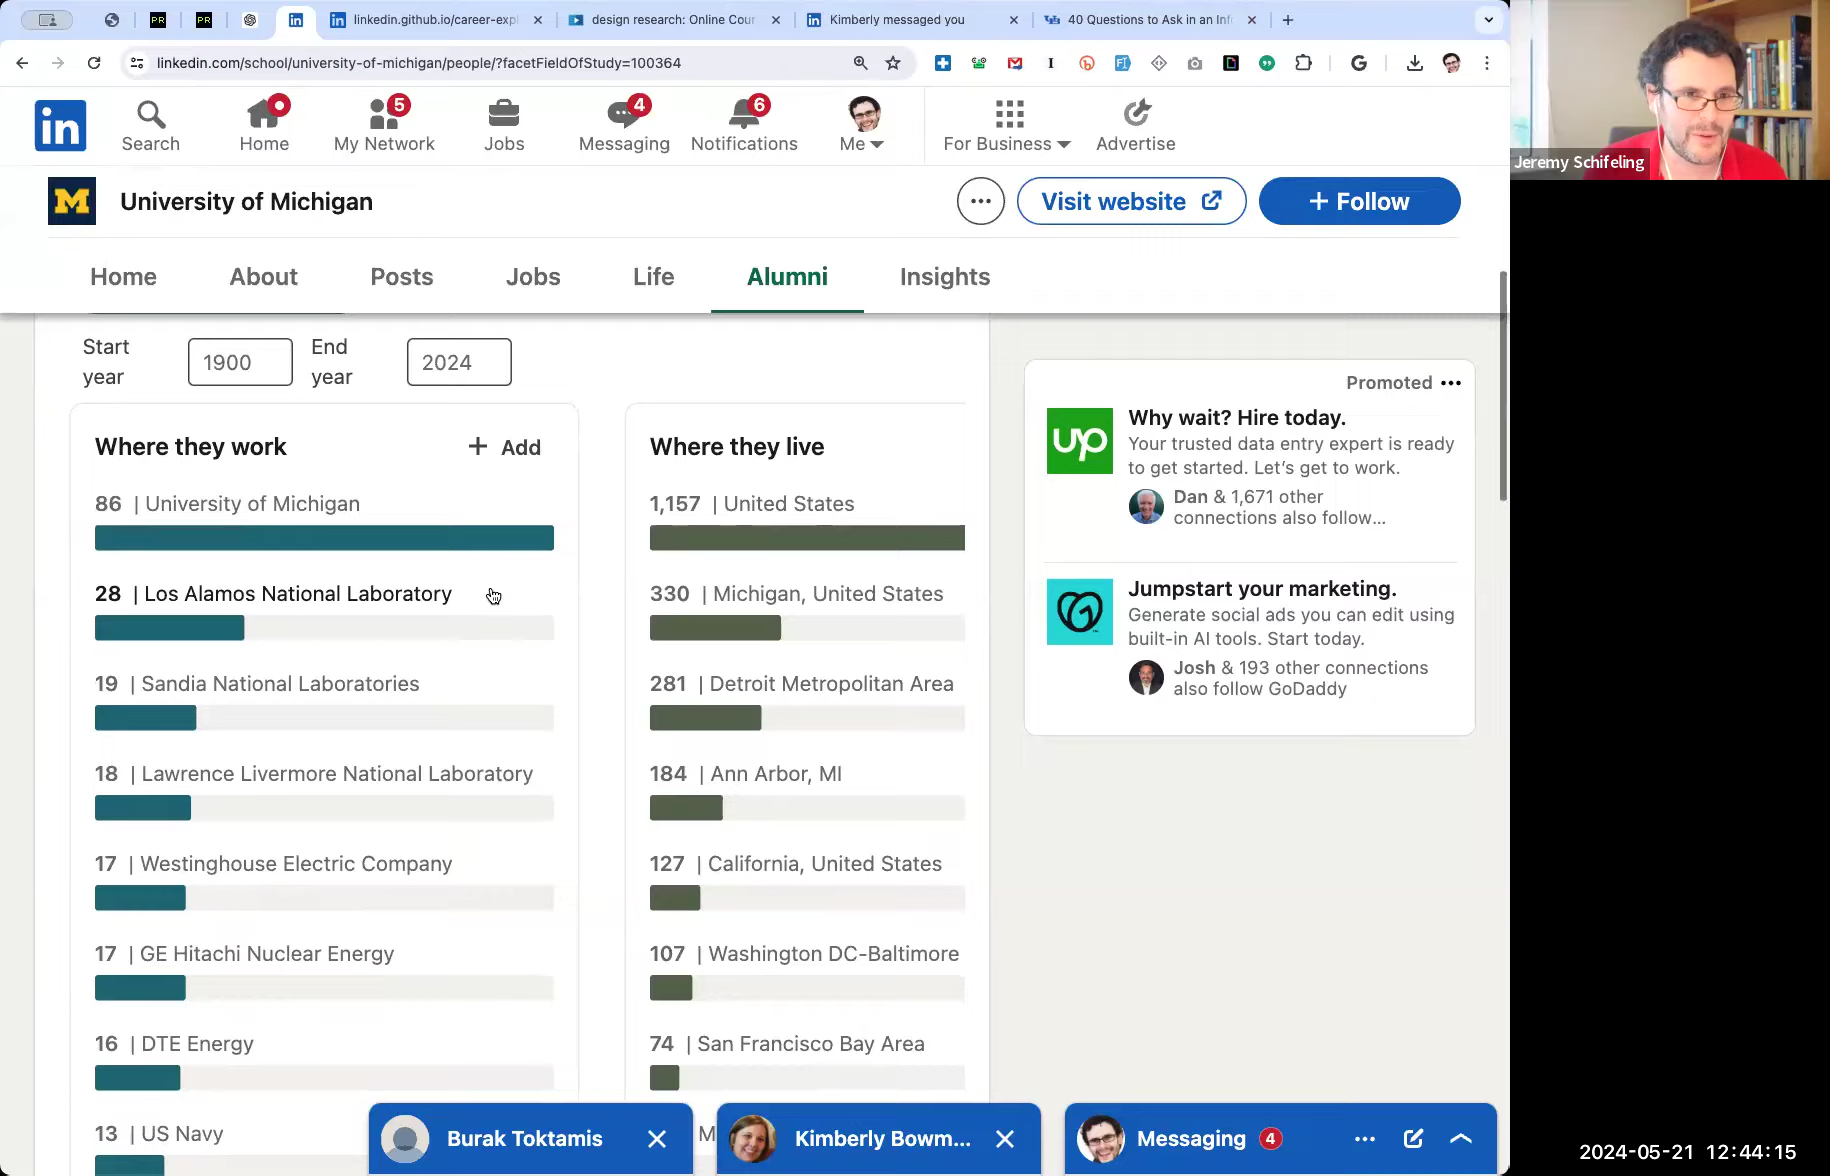 linkedin.github.io/career-expl
design research: Online Cour
Kimberly messaged you
40 Questions to Ask in an Inf
linkedin.com/school/university-of-michigan/people/?facetFieldOfStudy=100364
Search
Home
5
My Network
Jobs
4
Messaging
6
Notifications
Me
For Business
Advertise
Jeremy Schifeling
University of Michigan
Visit website
+ Follow
Home
About
Posts
Jobs
Life
Alumni
Insights
Start
year
1900
End
year
2024
Where they work
+ Add
86 | University of Michigan
28 | Los Alamos National Laboratory
19 | Sandia National Laboratories
18 | Lawrence Livermore National Laboratory
17 | Westinghouse Electric Company
17 | GE Hitachi Nuclear Energy
16 | DTE Energy
13 | US Navy
Where they live
1,157 | United States
330 | Michigan, United States
281 | Detroit Metropolitan Area
184 | Ann Arbor, MI
127 | California, United States
107 | Washington DC-Baltimore
74 | San Francisco Bay Area
Promoted
up
Why wait? Hire today.
Your trusted data entry expert is ready
to get started. Let's get to work.
Dan & 1,671 other
connections also follow...
Jumpstart your marketing.
Generate social ads you can edit using
built-in AI tools. Start today.
Josh & 193 other connections
also follow GoDaddy
Burak Toktamis
Kimberly Bowm...
Messaging 4
2024-05-21 12:44:15